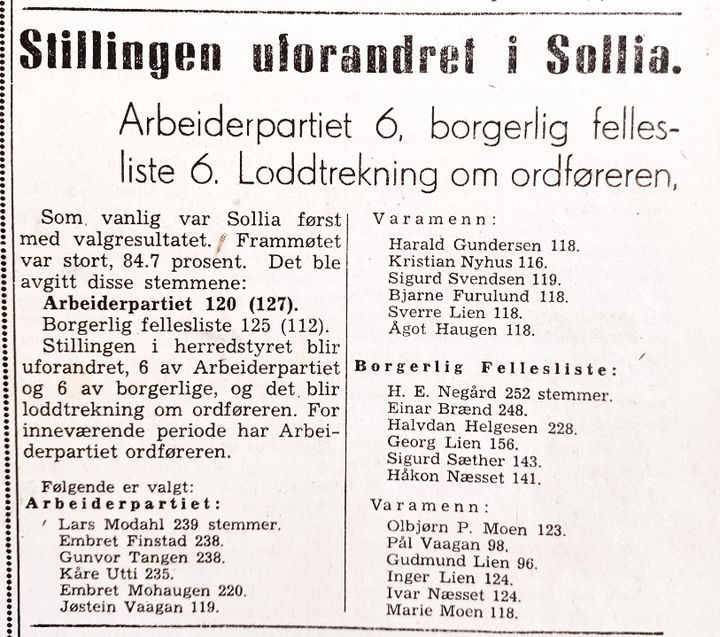 Stillingen uforandret i Sollia.
Arbeiderpartiet 6, borgerlig felles-
liste 6. Loddtrekning om ordføreren,
Som vanlig var Sollia først
med valgresultatet. Frammøtet
var stort, 84.7 prosent. Det ble
avgitt disse stemmene:
Arbeiderpartiet 120 (127).
Borgerlig fellesliste 125 (112).
Stillingen i herredstyret blir
uforandret, 6 av Arbeiderpartiet
og 6 av borgerlige, og det blir
loddtrekning om ordføreren. For
inneværende periode har Arbei-
derpartiet ordføreren.
Følgende er valgt:
Arbeiderpartiet:
Lars Modahl 239 stemmer.
Embret Finstad 238.
Gunvor Tangen 238.
Kåre Utti 235.
Embret Mohaugen 220.
Jøstein Vaagan 119.
Varamenn:
Harald Gundersen 118.
Kristian Nyhus 116.
Sigurd Svendsen 119.
Bjarne Furulund 118.
Sverre Lien 118.
Ågot Haugen 118.
Borgerlig Fellesliste:
H. E. Negård 252 stemmer.
Einar Brænd 248.
Halvdan Helgesen 228.
Georg Lien 156.
Sigurd Sæther 143.
Håkon Næsset 141.
Varamenn:
Olbjørn P. Moen 123.
Pål Vaagan 98.
Gudmund Lien 96.
Inger Lien 124.
Ivar Næsset 124.
Marie Moen 118.